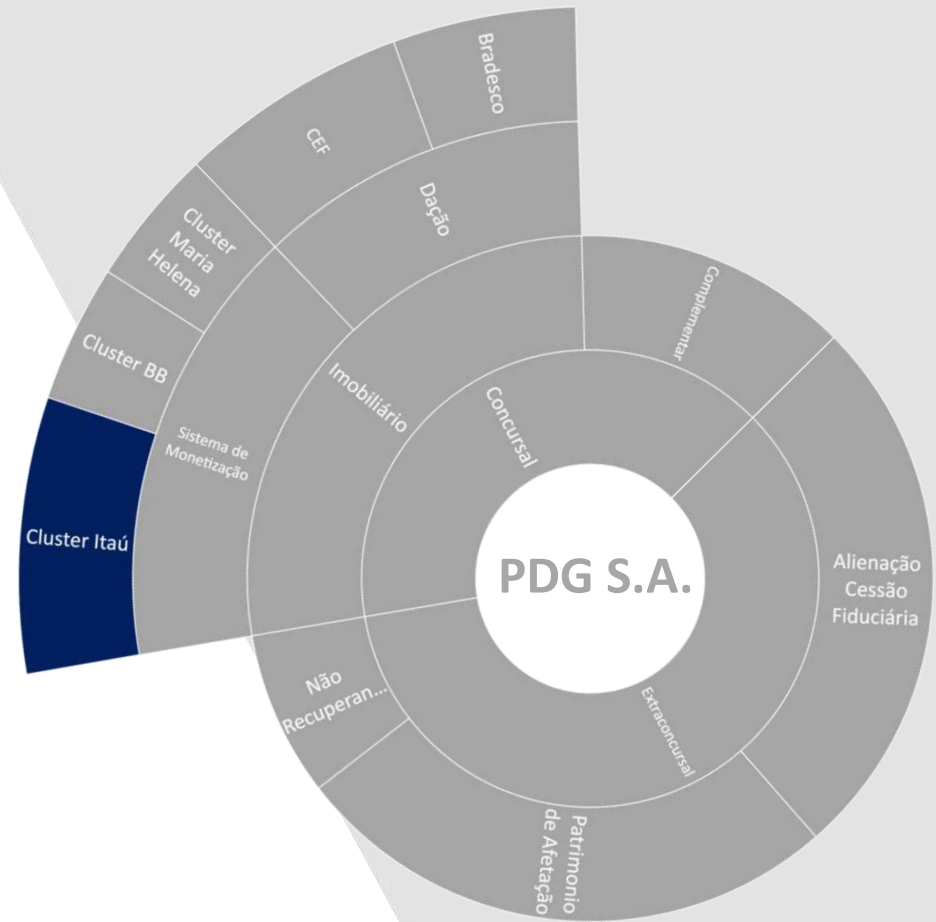 Bradesco
CEF
Dação
Cluster
Maria
Helena
Cluster BB
Cluster Itaú
Sistema de
Monetização
Imobiliário
Concursal
Complementar
PDG S.A.
Alienação
Cessão
Fiduciária
Extraconcursal
Não
Recuperan...
Patrimonio
de Afetação